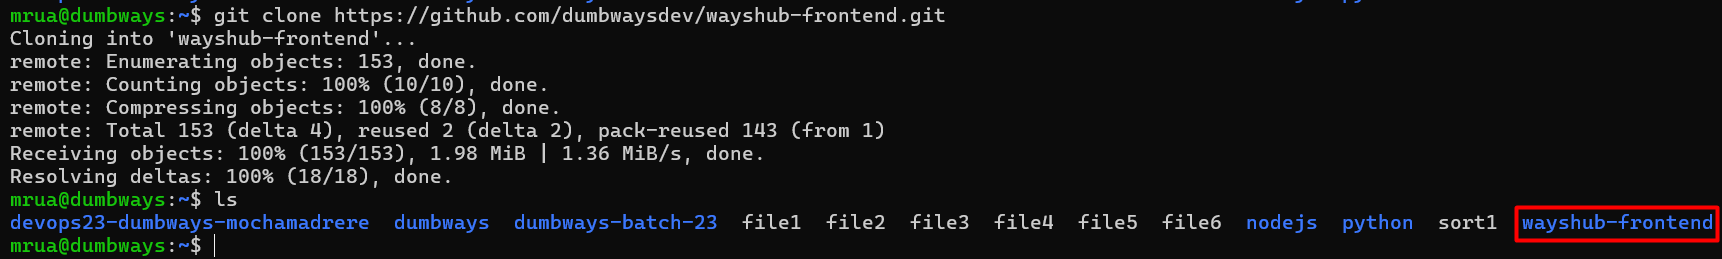 mrua@dumbways:~$ git clone https://github.com/dumbwaysdev/wayshub-frontend.git
Cloning into 'wayshub-frontend'...
remote: Enumerating objects: 153, done.
remote: Counting objects: 100% (10/10), done.
remote: Compressing objects: 100% (8/8), done.
remote: Total 153 (delta 4), reused 2 (delta 2), pack-reused 143 (from 1)
Receiving objects: 100% (153/153), 1.98 MiB | 1.36 MiB/s, done.
Resolving deltas: 100% (18/18), done.
mrua@dumbways:~$ ls
devops23-dumbways-mochamadrere  dumbways  dumbways-batch-23  file1  file2  file3  file4  file5  file6  nodejs  python  sort1  wayshub-frontend
mrua@dumbways:~$